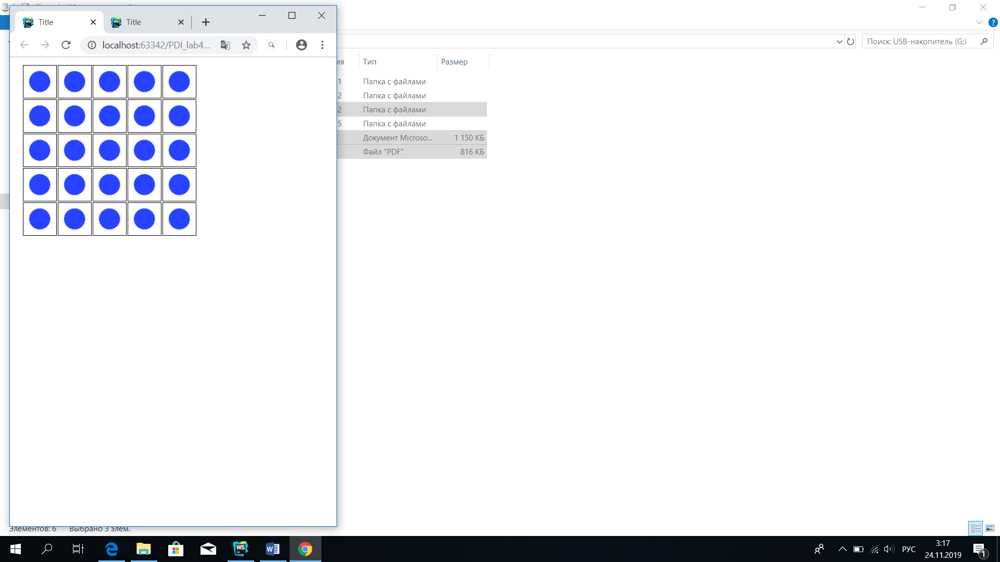 Title
Title
localhost:63342/PDI_lab4...
Поиск: USB-накопитель (G:)
ия
Тип
Размер
1
Папка с файлами
2
Папка с файлами
2
Папка с файлами
5
Папка с файлами
Документ Microso...
1 150 КБ
Файл "PDF"
816 КБ
Элементов: 6
Выбрано 3 элем.
WS
РУС
3:17
24.11.2019
1